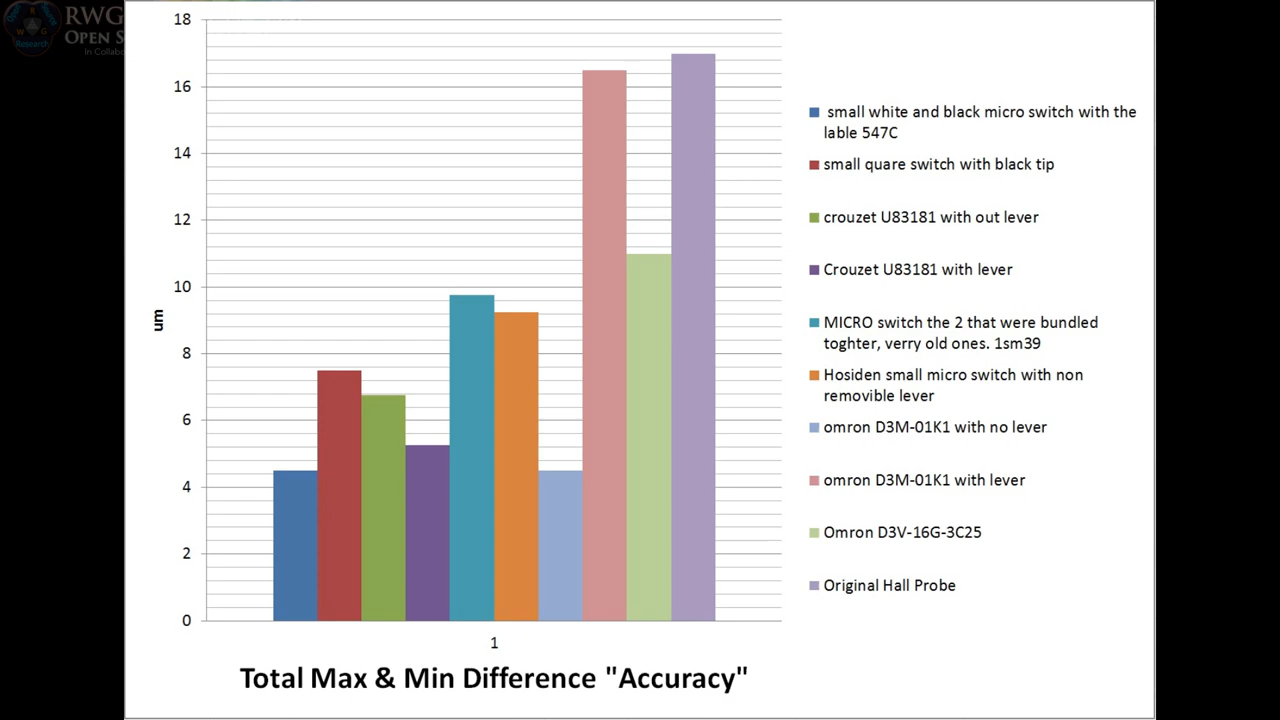 RWG
Open S
In Collabo
R
W G
Research
18
16
14
12
10
8
6
4
2
0
um
1
Total Max & Min Difference "Accuracy"
small white and black micro switch with the
lable 547C
small quare switch with black tip
crouzet U83181 with out lever
Crouzet U83181 with lever
MICRO switch the 2 that were bundled
toghter, verry old ones. 1sm39
Hosiden small micro switch with non
removible lever
omron D3M-01K1 with no lever
omron D3M-01K1 with lever
Omron D3V-16G-3C25
Original Hall Probe